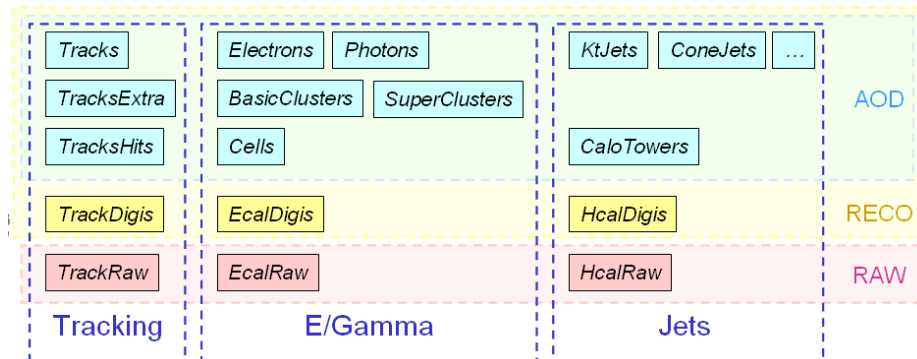 Tracks Electrons Photons KtJets ConeJets ...
TracksExtra BasicClusters SuperClusters AOD
TracksHits Cells CaloTowers
TrackDigis EcalDigis HcalDigis RECO
TrackRaw EcalRaw HcalRaw RAW
Tracking E/Gamma Jets